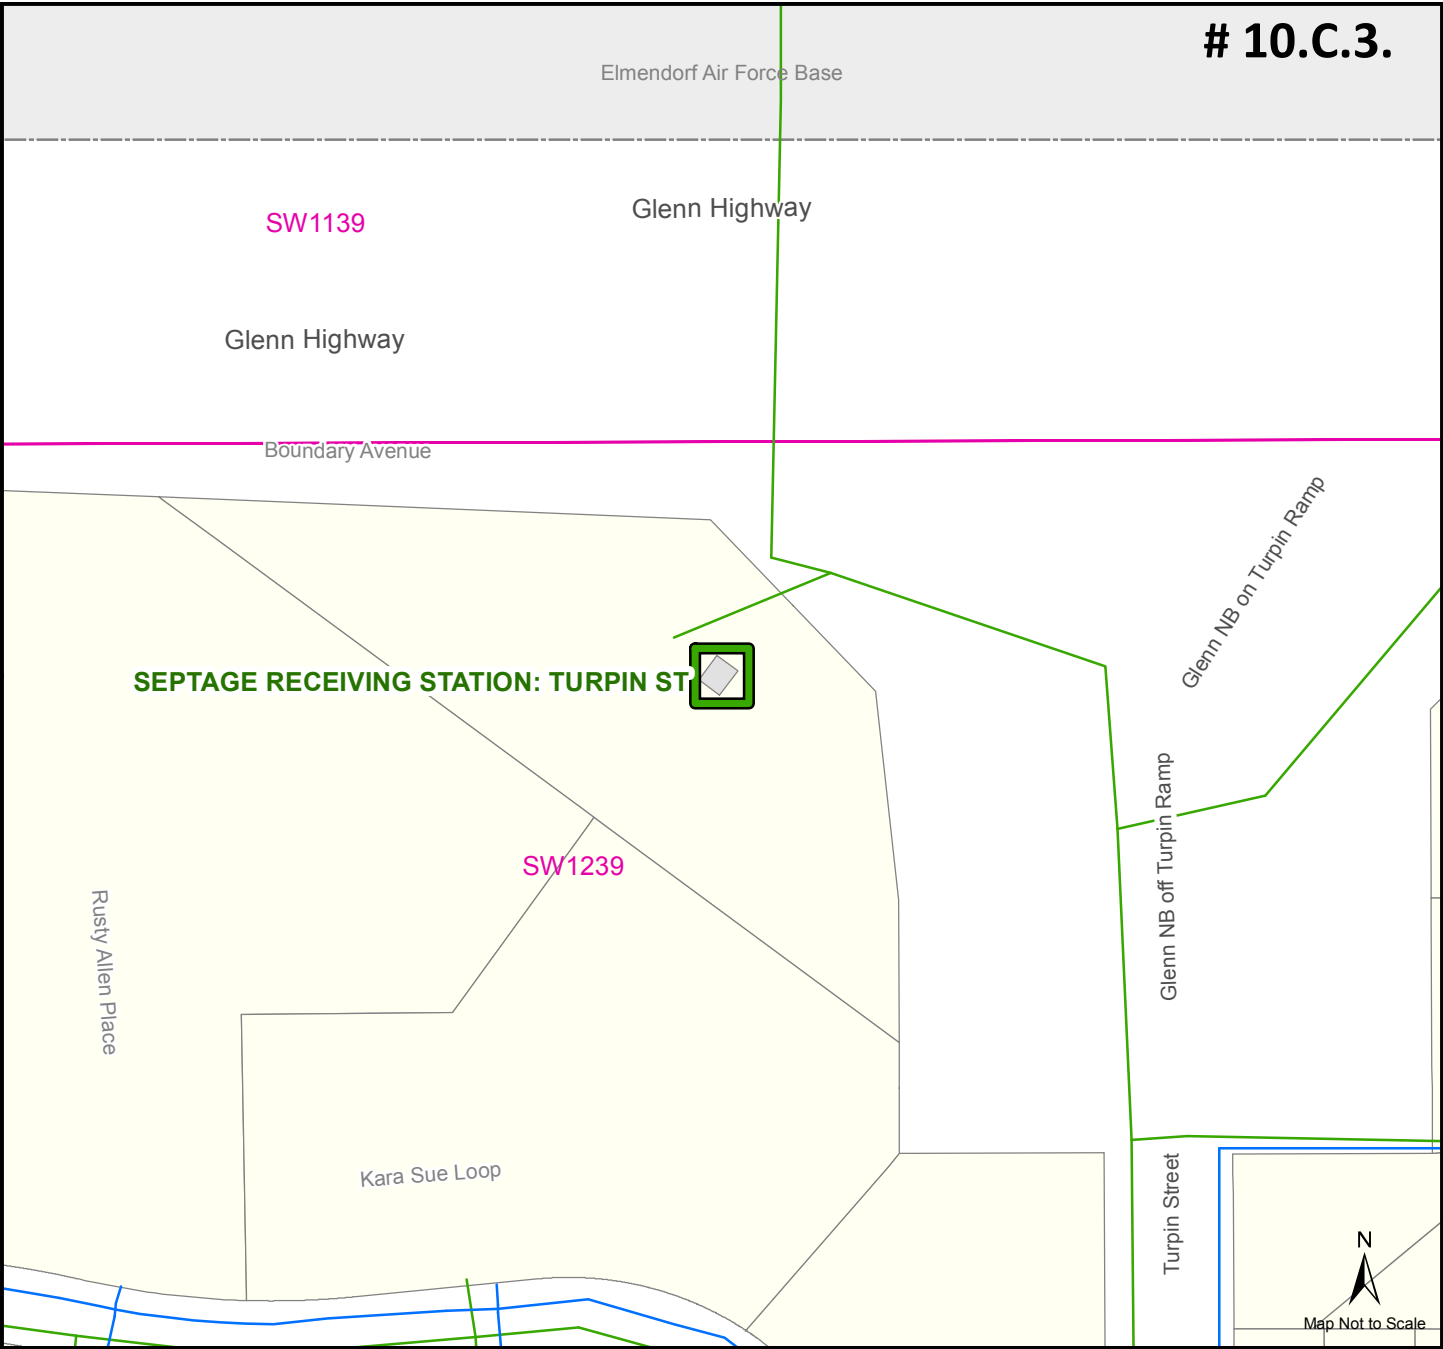 # 10.C.3.
Elmendorf Air Force Base
Glenn Highway
SW1139
Glenn Highway
Boundary Avenue
Glenn NB on Turpin Ramp
SEPTAGE RECEIVING STATION: TURPIN ST
Glenn NB off Turpin Ramp
SW1239
Rusty Allen Place
Kara Sue Loop
Turpin Street
N
Map Not to Scale